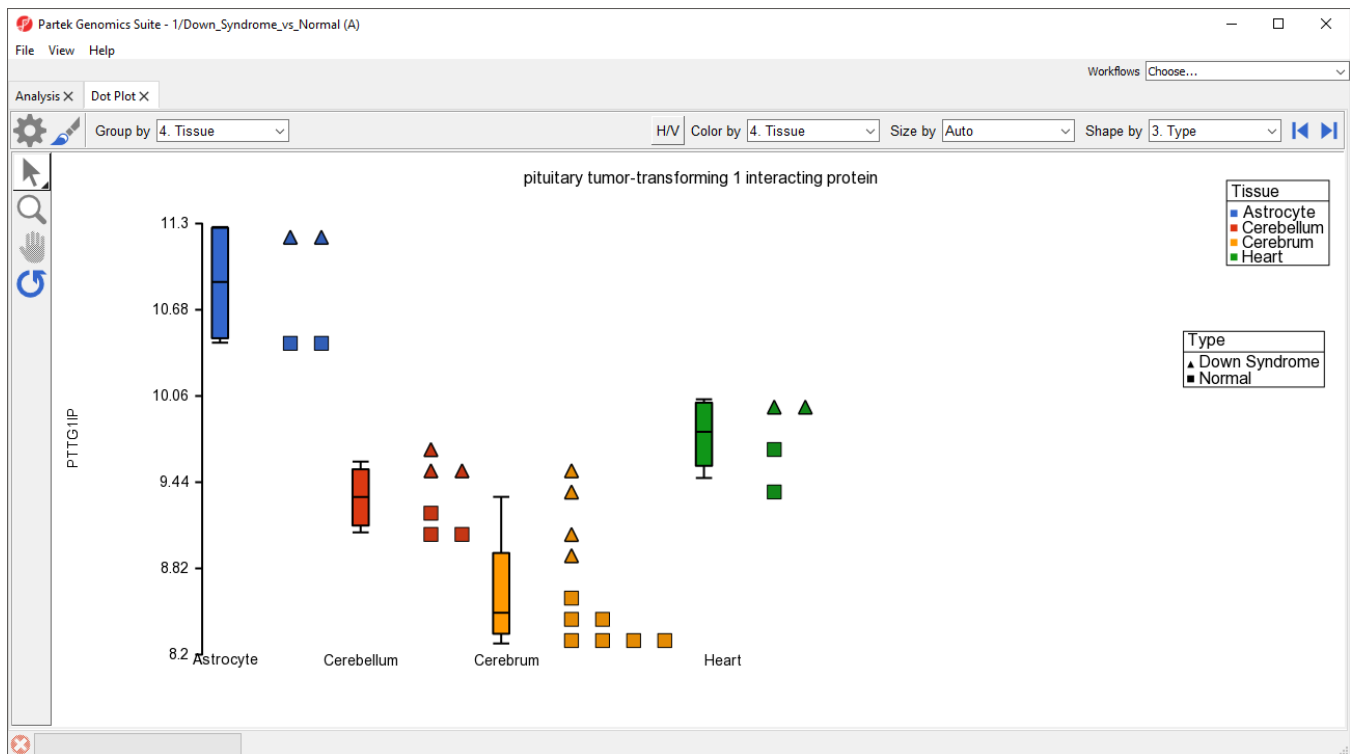 Partek Genomics Suite - 1/Down_Syndrome_vs_Normal (A)
File View Help
Workflows Choose...
Analysis X Dot Plot X
Group by 4. Tissue H/V Color by 4. Tissue Size by Auto Shape by 3. Type
pituitary tumor-transforming 1 interacting protein
Tissue
Astrocyte
Cerebellum
Cerebrum
Heart
Type
Down Syndrome
Normal
PTTG1IP
11.3
10.68
10.06
9.44
8.82
8.2
Astrocyte Cerebellum Cerebrum Heart